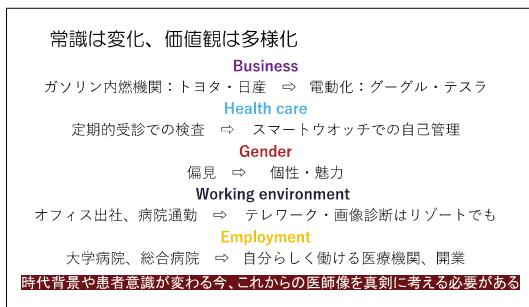 常識は変化、価値観は多様化
Business
ガソリン内燃機関：トヨタ・日産　⇨　電動化：グーグル・テスラ
Health care
定期的受診での検査　⇨　スマートウオッチでの自己管理
Gender
偏見　⇨　個性・魅力
Working environment
オフィス出社、病院通勤　⇨　テレワーク・画像診断はリゾートでも
Employment
大学病院、総合病院　⇨　自分らしく働ける医療機関、開業
時代背景や患者意識が変わる今、これからの医師像を真剣に考える必要がある